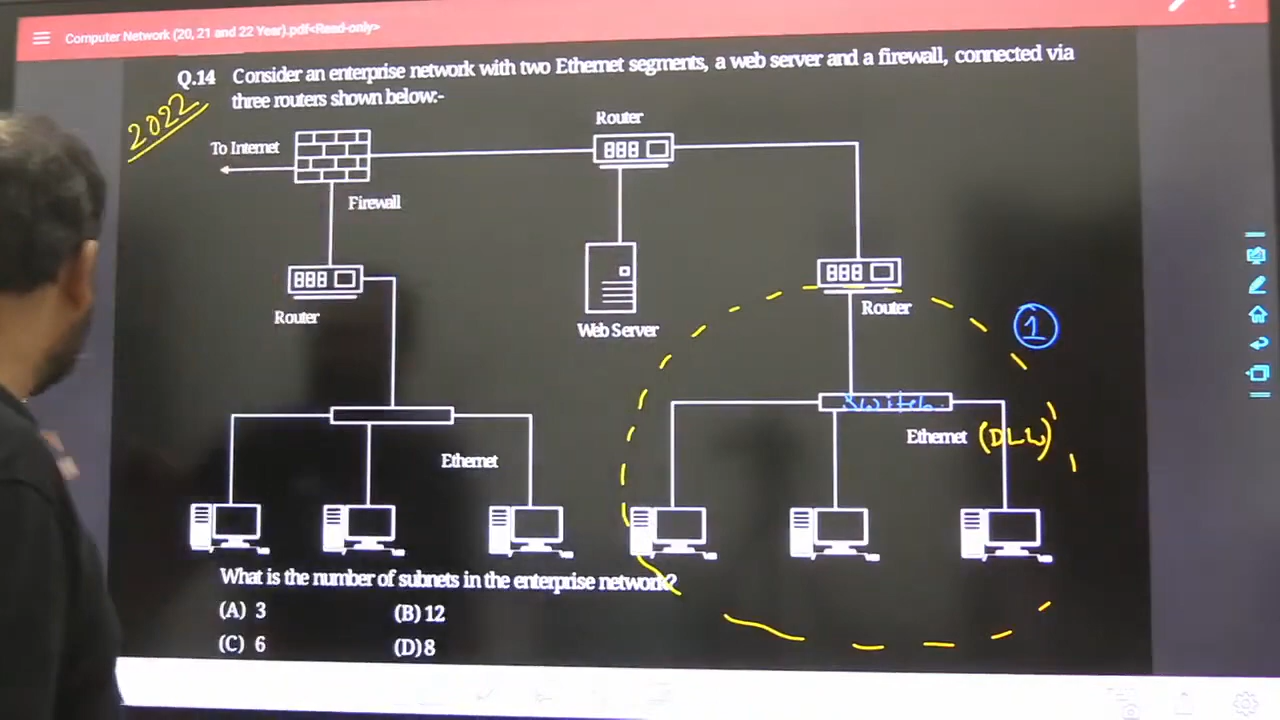 Computer Network (20, 21 and 22 Year).pdf<Read-only>
Q.14 Consider an enterprise network with two Ethernet segments, a web server and a firewall, connected via
three routers shown below:-
2022
Router
To Internet
Firewall
Router
Router
Web Server
1
Switch
Ethernet (DLL)
Ethernet
What is the number of subnets in the enterprise network?
(A) 3 (B) 12
(C) 6 (D) 8